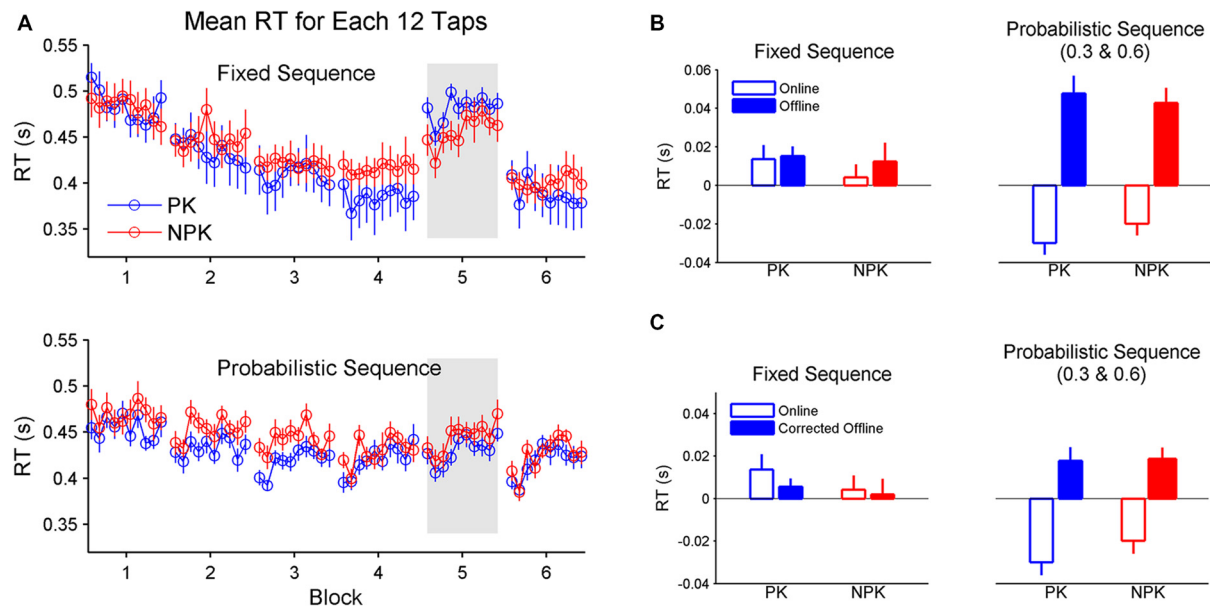 A
Mean RT for Each 12 Taps
Fixed Sequence
RT (s)
0.55
0.5
0.45
0.4
0.35
PK
NPK
1 2 3 4 5 6
Probabilistic Sequence
RT (s)
0.55
0.5
0.45
0.4
0.35
1 2 3 4 5 6
Block
B
Fixed Sequence
Probabilistic Sequence
(0.3 & 0.6)
RT (s)
0.06
0.04
0.02
0
-0.02
-0.04
Online
Offline
PK NPK
PK NPK
C
Fixed Sequence
Probabilistic Sequence
(0.3 & 0.6)
RT (s)
0.04
0.02
0
-0.02
-0.04
Online
Corrected Offline
PK NPK
PK NPK